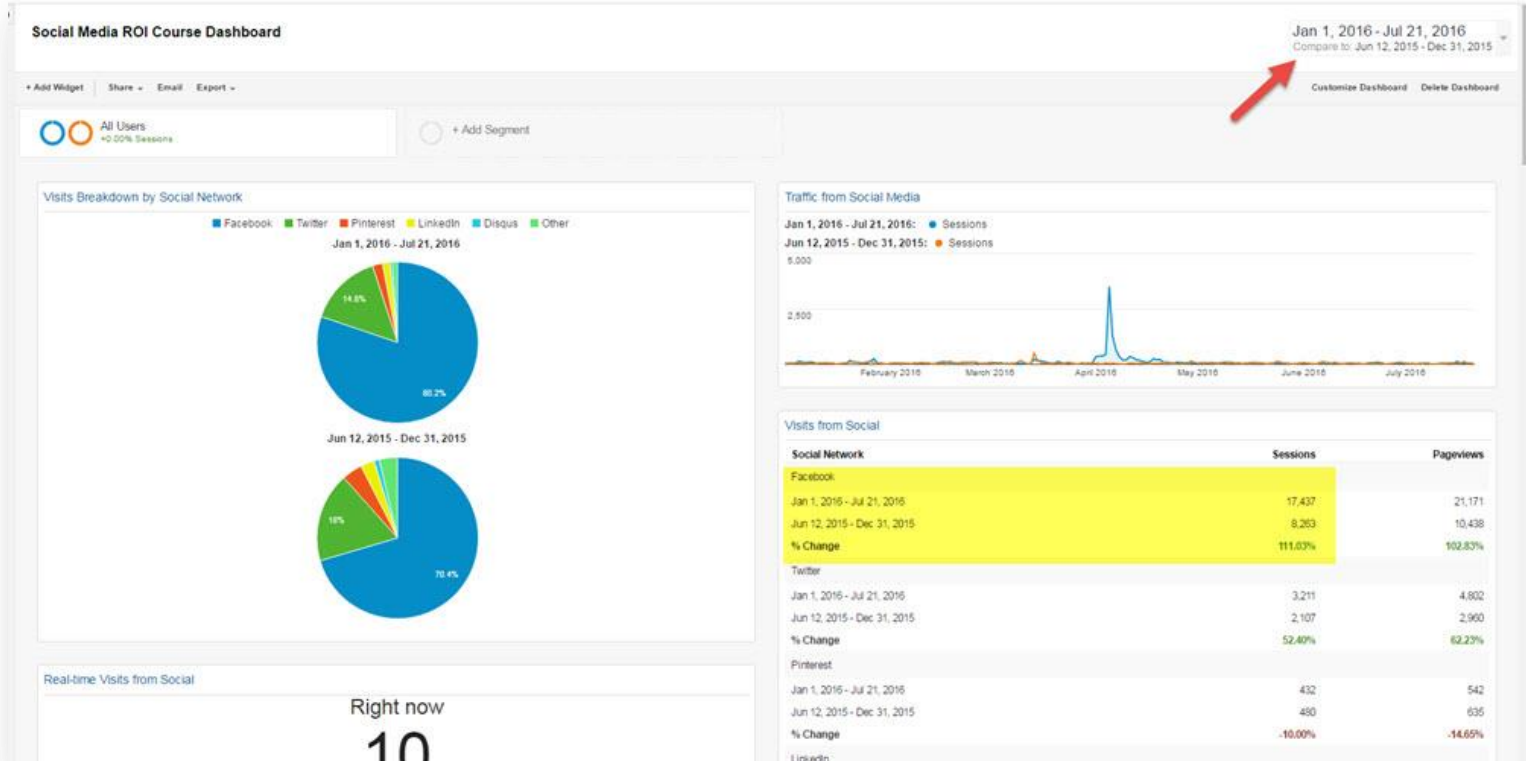 Social Media ROI Course Dashboard
Jan 1, 2016 - Jul 21, 2016
Compare to: Jun 12, 2015 - Dec 31, 2015
+ Add Widget Share Email Export
Customize Dashboard Delete Dashboard
All Users
+0.00% Sessions
+ Add Segment
Visits Breakdown by Social Network
Facebook Twitter Pinterest LinkedIn Disqus Other
Jan 1, 2016 - Jul 21, 2016
14.8%
80.2%
Jun 12, 2015 - Dec 31, 2015
18%
70.4%
Real-time Visits from Social
Right now
10
Traffic from Social Media
Jan 1, 2016 - Jul 21, 2016: Sessions
Jun 12, 2015 - Dec 31, 2015: Sessions
5,000
2,500
February 2016 March 2016 April 2016 May 2016 June 2016 July 2016
Visits from Social
Social Network Sessions Pageviews
Facebook
Jan 1, 2016 - Jul 21, 2016 17,437 21,171
Jun 12, 2015 - Dec 31, 2015 8,263 10,438
% Change 111.03% 102.83%
Twitter
Jan 1, 2016 - Jul 21, 2016 3,211 4,802
Jun 12, 2015 - Dec 31, 2015 2,107 2,960
% Change 52.40% 62.23%
Pinterest
Jan 1, 2016 - Jul 21, 2016 432 542
Jun 12, 2015 - Dec 31, 2015 480 635
% Change -10.00% -14.65%
LinkedIn